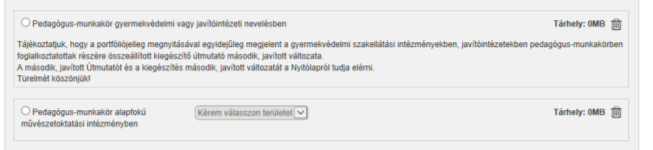 Pedagógus-munkakör gyermekvédelmi vagy javítóintézeti nevelésben Tárhely: 0MB
Tájékoztatjuk, hogy a portfóliójelleg megnyitásával egyidejűleg megjelent a gyermekvédelmi szakellátási intézményekben, javítóintézetekben pedagógus-munkakörben
foglalkoztatottak részére összeállított kiegészítő útmutató második, javított változata.
A második, javított Útmutatót és a kiegészítés második, javított változatát a Nyitólapról tudja elérni.
Türelmét köszönjük!
Pedagógus-munkakör alapfokú Kérem válasszon területet Tárhely: 0MB
művészetoktatási intézményben